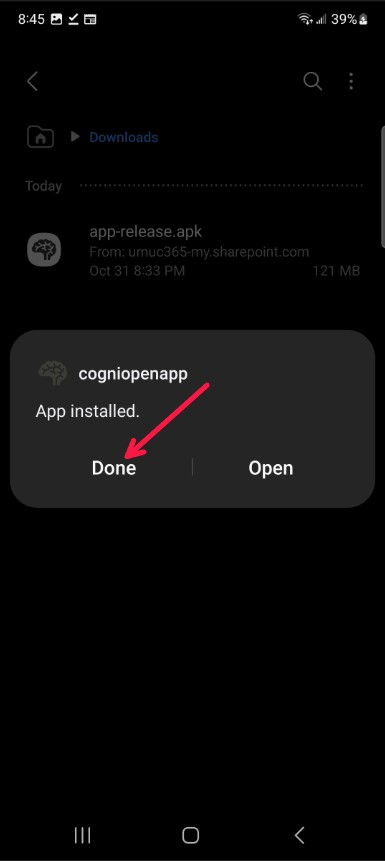 8:45 39%
Downloads
Today
app-release.apk
From: umuc365-my.sharepoint.com
Oct 31 8:33 PM 121 MB
cogniopenapp
App installed.
Done Open